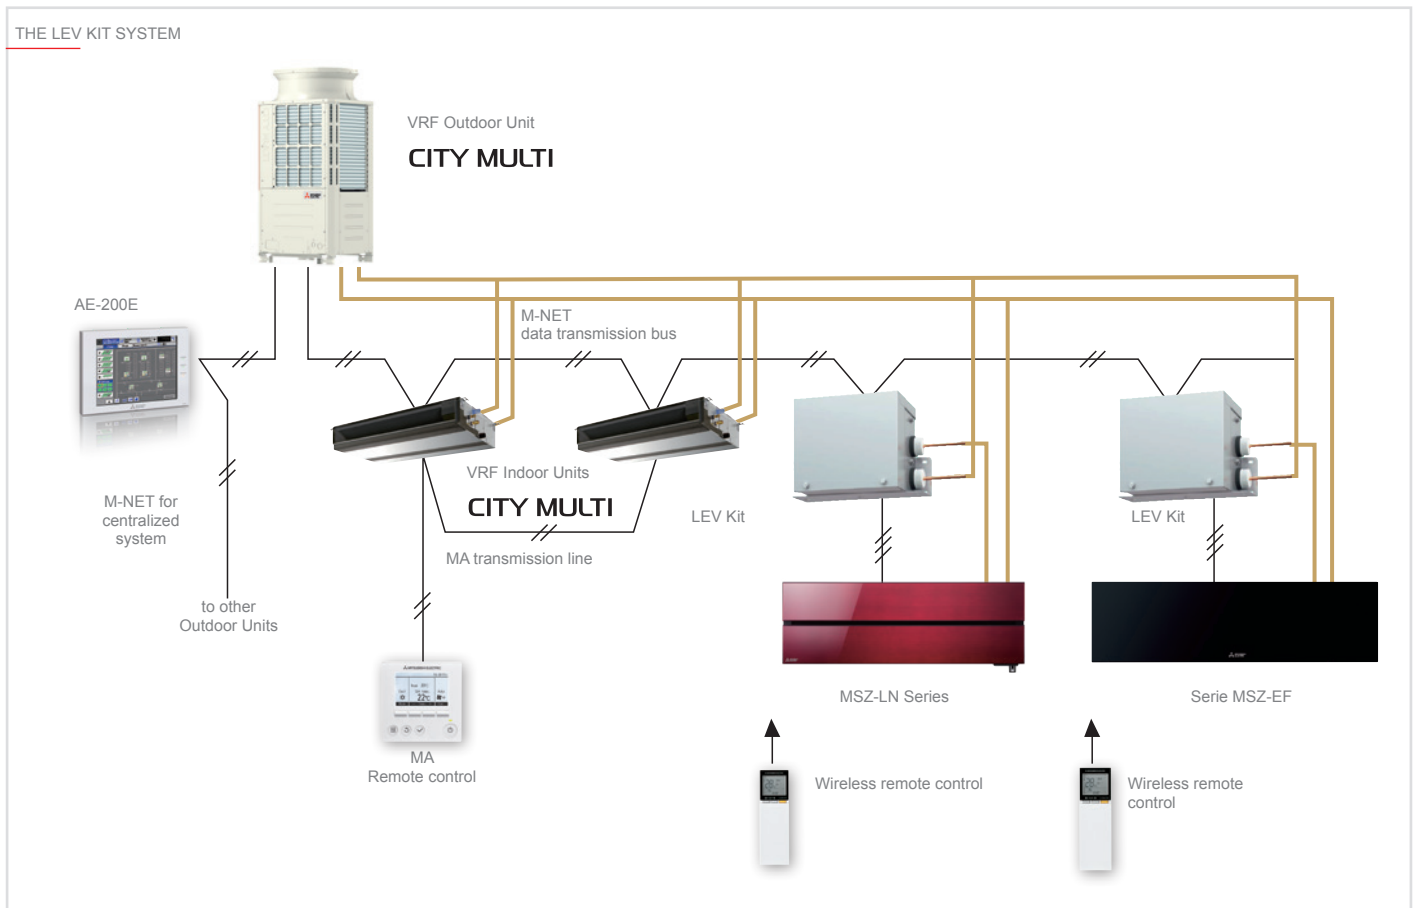 THE LEV KIT SYSTEM
VRF Outdoor Unit
CITY MULTI
AE-200E
M-NET
data transmission bus
VRF Indoor Units
CITY MULTI
M-NET for
centralized
system
LEV Kit
LEV Kit
MA transmission line
to other
Outdoor Units
MSZ-LN Series
Serie MSZ-EF
22°C
MA
Remote control
Wireless remote control
Wireless remote
control